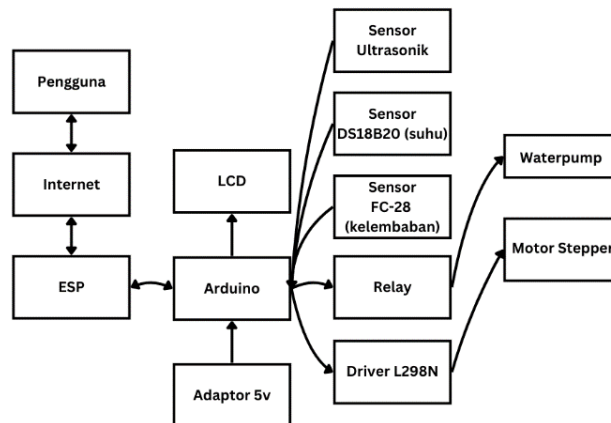 Pengguna
Internet
ESP
LCD
Arduino
Adaptor 5v
Sensor
Ultrasonik
Sensor
DS18B20 (suhu)
Sensor
FC-28
(kelembaban)
Relay
Driver L298N
Waterpump
Motor Stepper